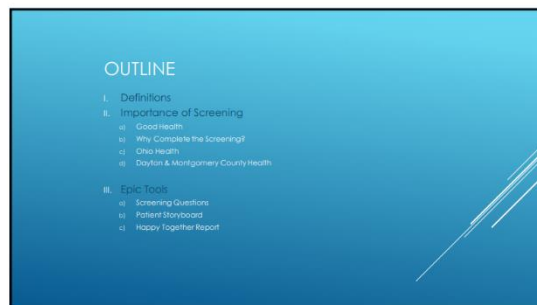 OUTLINE
I. Definitions
II. Importance of Screening
a) Good Health
b) Why Complete the Screening?
c) Ohio Health
d) Dayton & Montgomery County Health
III. Epic Tools
a) Screening Questions
b) Patient Storyboard
c) Happy Together Report